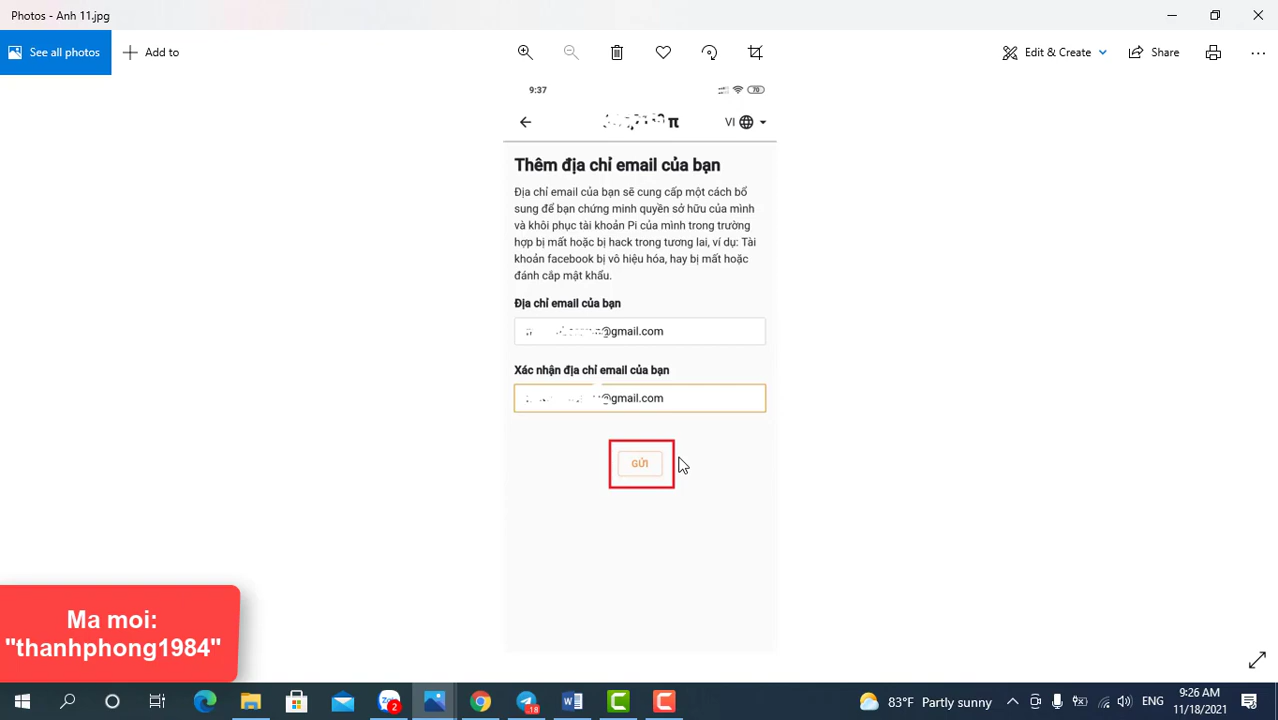 Photos - Anh 11.jpg
See all photos
Add to
Edit & Create
Share
9:37
70
π
VI
Thêm địa chỉ email của bạn
Địa chỉ email của bạn sẽ cung cấp một cách bổ
sung để bạn chứng minh quyền sở hữu của mình
và khôi phục tài khoản Pi của mình trong trường
hợp bị mất hoặc bị hack trong tương lai, ví dụ: Tài
khoản facebook bị vô hiệu hóa, hay bị mất hoặc
đánh cắp mật khẩu.
Địa chỉ email của bạn
@gmail.com
Xác nhận địa chỉ email của bạn
@gmail.com
GỬI
Ma moi:
"thanhphong1984"
Zalo
2
18
83°F Partly sunny
ENG
9:26 AM
11/18/2021